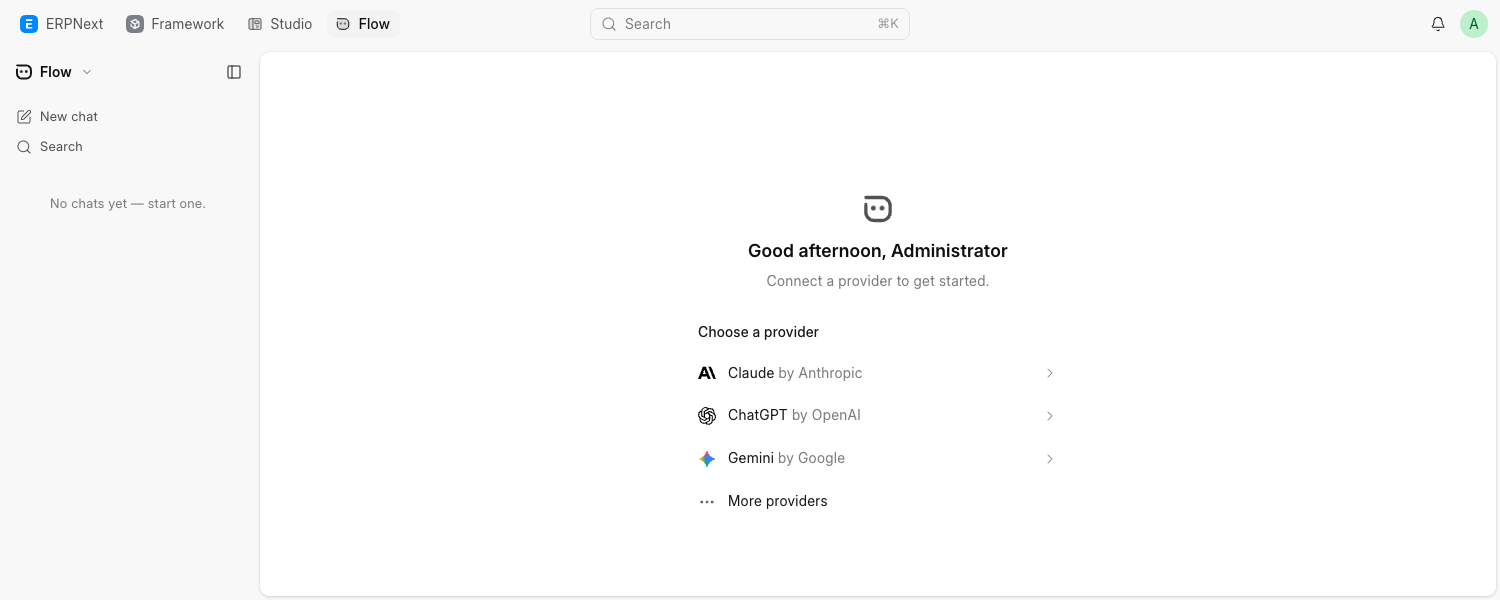 ERPNext
Framework
Studio
Flow
Search
⌘K
A
Flow
New chat
Search
No chats yet — start one.
Good afternoon, Administrator
Connect a provider to get started.
Choose a provider
Claude by Anthropic
ChatGPT by OpenAI
Gemini by Google
More providers